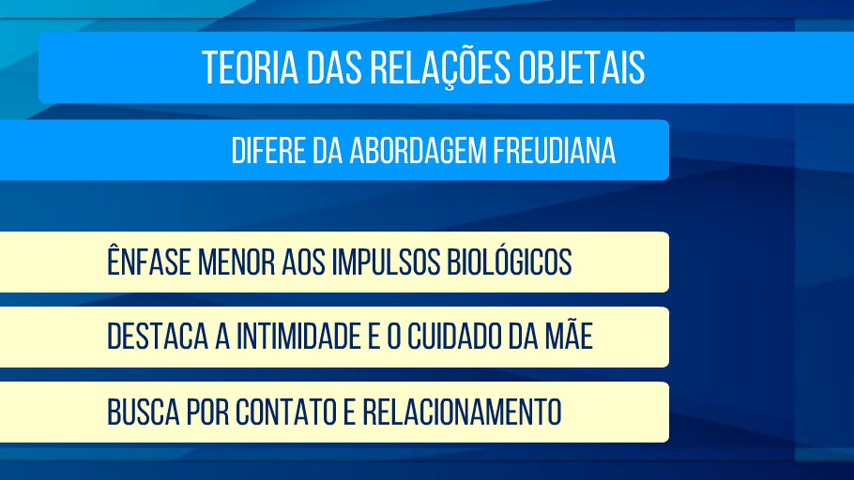 TEORIA DAS RELAÇÕES OBJETAIS
DIFERE DA ABORDAGEM FREUDIANA
ÊNFASE MENOR AOS IMPULSOS BIOLÓGICOS
DESTACA A INTIMIDADE E O CUIDADO DA MÃE
BUSCA POR CONTATO E RELACIONAMENTO